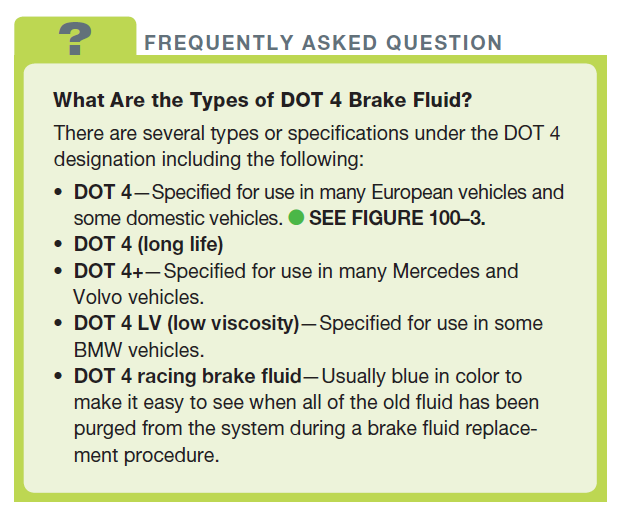 ?
FREQUENTLY ASKED QUESTION
What Are the Types of DOT 4 Brake Fluid?
There are several types or specifications under the DOT 4
designation including the following:
• DOT 4—Specified for use in many European vehicles and
some domestic vehicles. ● SEE FIGURE 100–3.
• DOT 4 (long life)
• DOT 4+—Specified for use in many Mercedes and
Volvo vehicles.
• DOT 4 LV (low viscosity)—Specified for use in some
BMW vehicles.
• DOT 4 racing brake fluid—Usually blue in color to
make it easy to see when all of the old fluid has been
purged from the system during a brake fluid replace-
ment procedure.